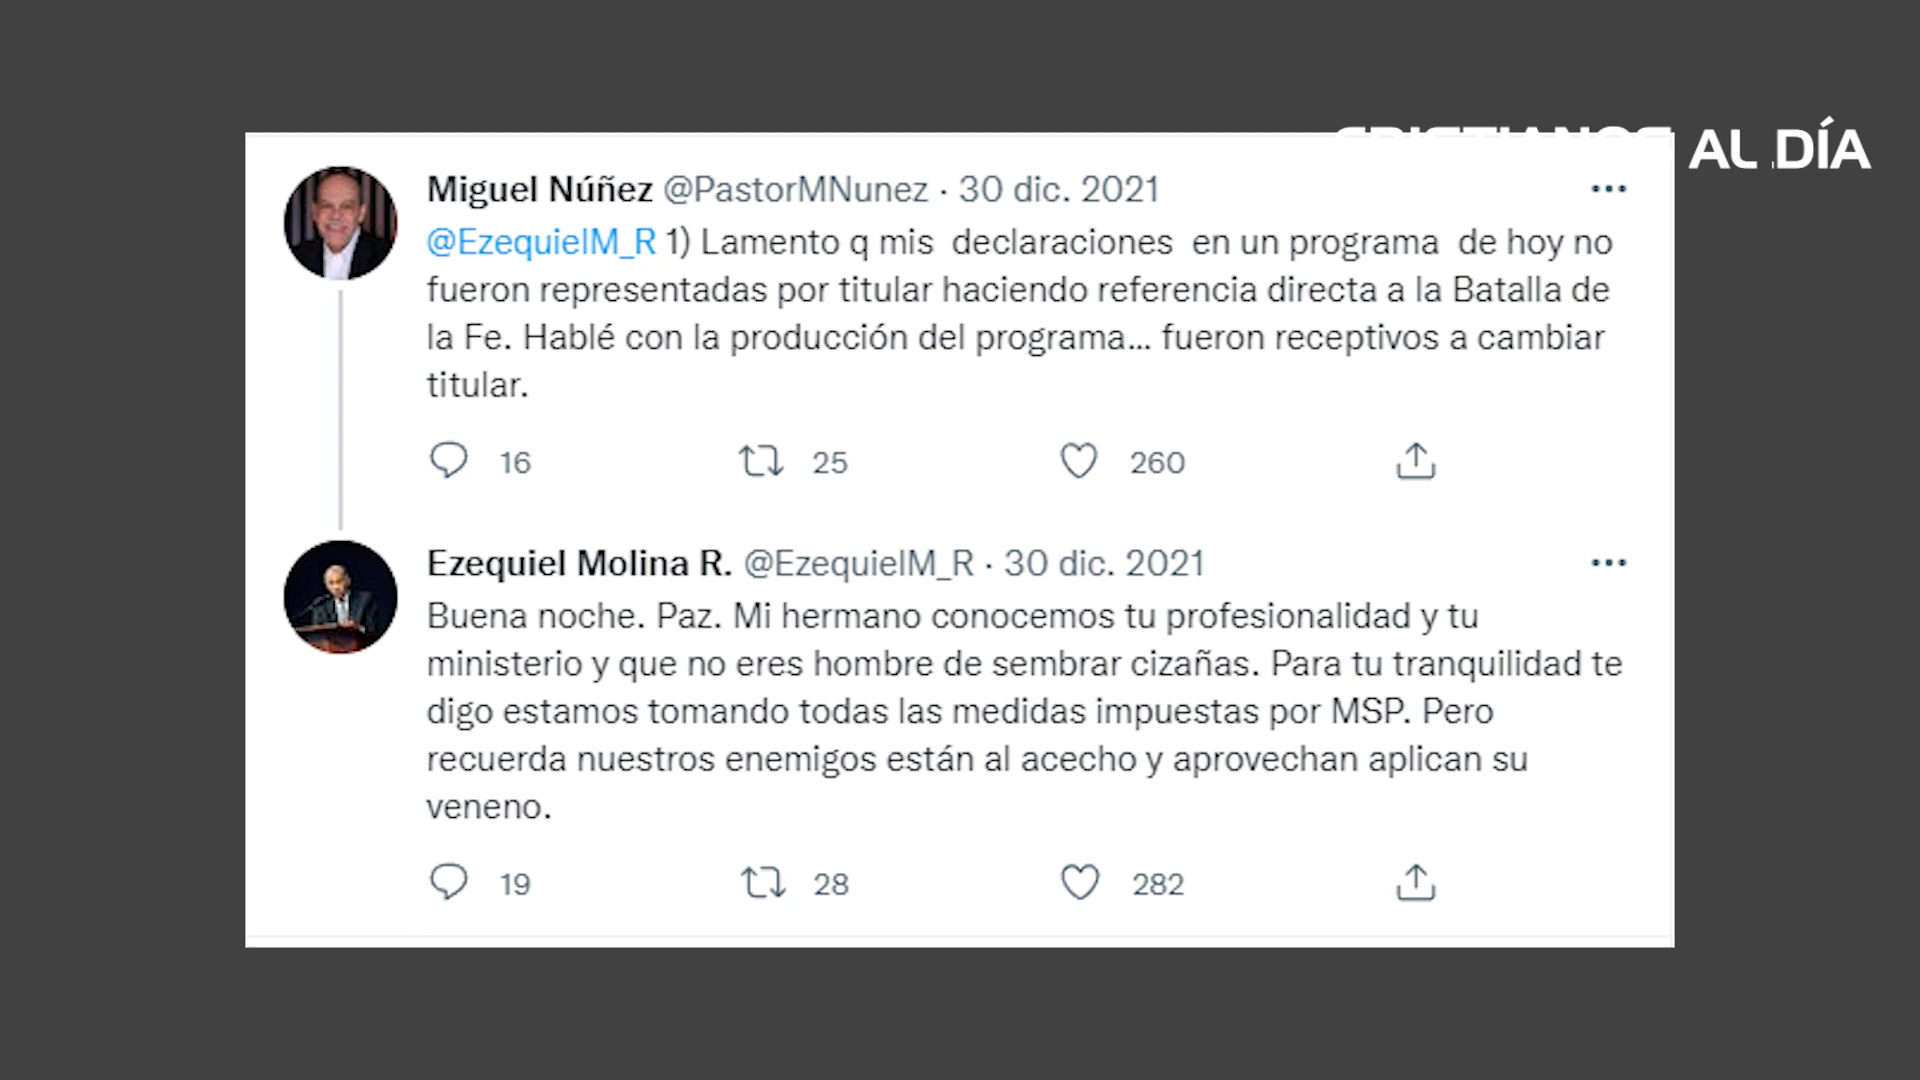 CRISTIANOS AL DÍA
Miguel Núñez @PastorMNunez · 30 dic. 2021
@EzequielM_R 1) Lamento q mis declaraciones en un programa de hoy no
fueron representadas por titular haciendo referencia directa a la Batalla de
la Fe. Hablé con la producción del programa... fueron receptivos a cambiar
titular.
16 25 260
Ezequiel Molina R. @EzequielM_R · 30 dic. 2021
Buena noche. Paz. Mi hermano conocemos tu profesionalidad y tu
ministerio y que no eres hombre de sembrar cizañas. Para tu tranquilidad te
digo estamos tomando todas las medidas impuestas por MSP. Pero
recuerda nuestros enemigos están al acecho y aprovechan aplican su
veneno.
19 28 282